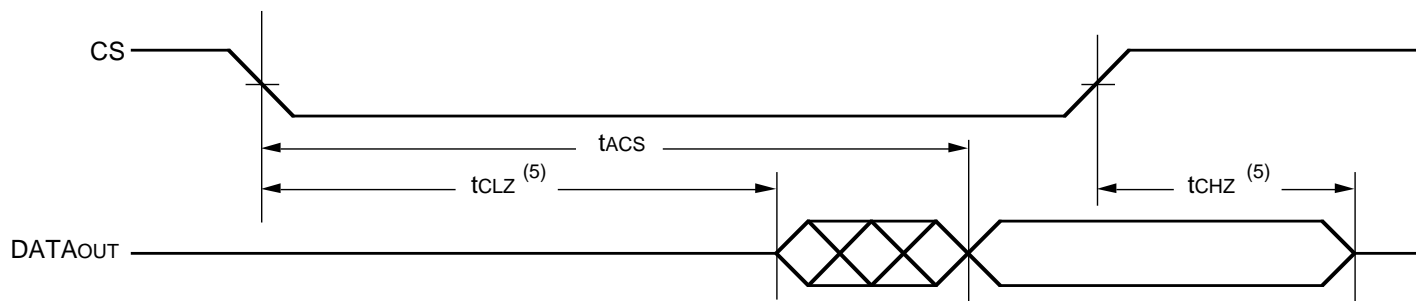 CS
tACS
tCLZ (5)
tCHZ (5)
DATAOUT